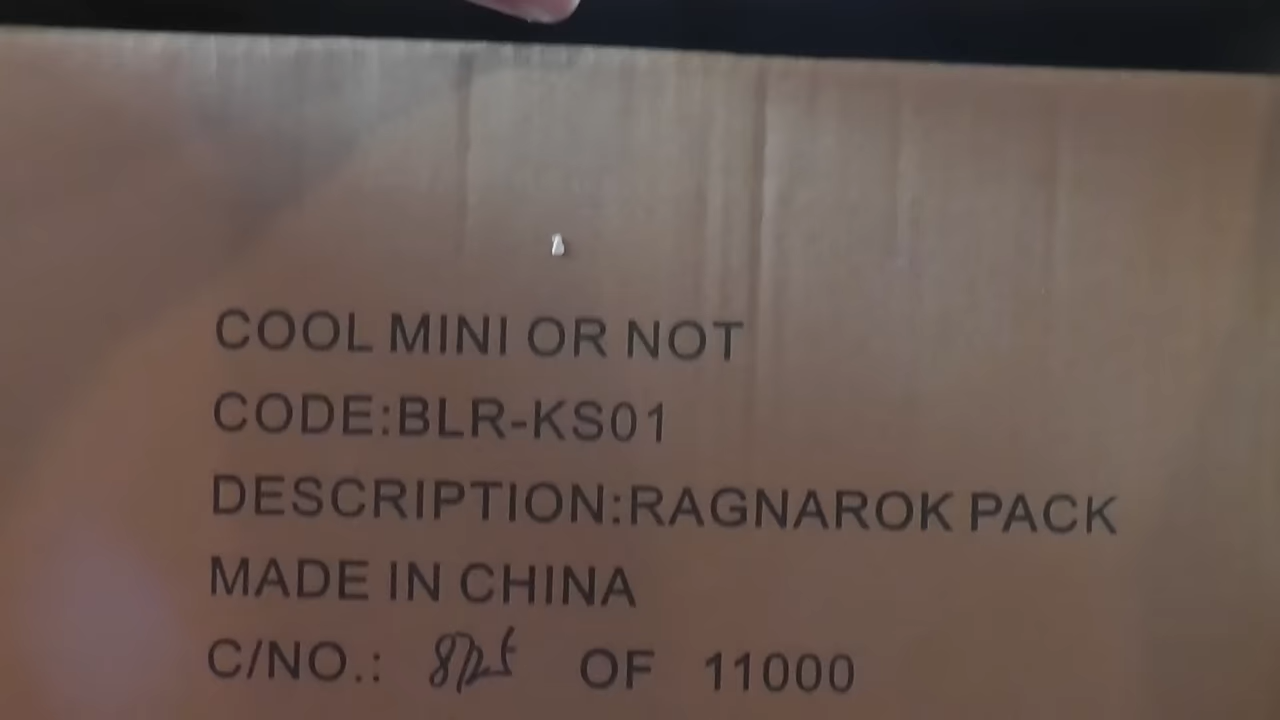 COOL MINI OR NOT
CODE:BLR-KS01
DESCRIPTION:RAGNAROK PACK
MADE IN CHINA
C/NO.: OF 11000